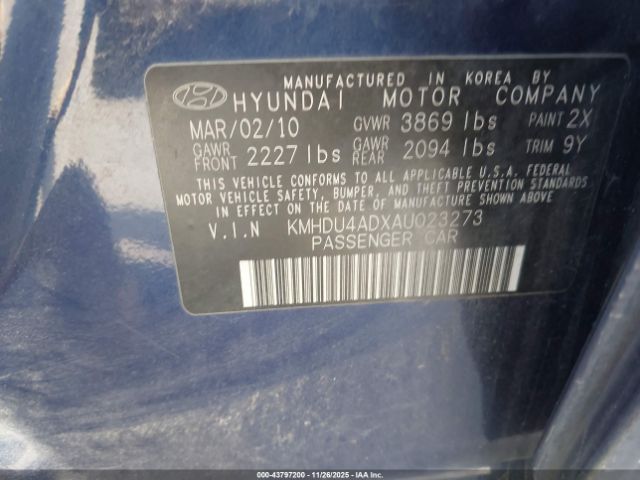 MANUFACTURED IN KOREA BY
HYUNDAI MOTOR COMPANY
MAR/02/10 GVWR 3869 lbs PAINT 2X
GAWR FRONT 2227 lbs GAWR REAR 2094 lbs TRIM 9Y
THIS VEHICLE CONFORMS TO ALL APPLICABLE U.S.A. FEDERAL
MOTOR VEHICLE SAFETY, BUMPER, AND THEFT PREVENTION STANDARDS
IN EFFECT ON THE DATE OF MANUFACTURE SHOWN ABOVE.
V.I.N KMHDU4ADXAU023273
PASSENGER CAR
000-43797200 11/26/2025 IAAI.CA